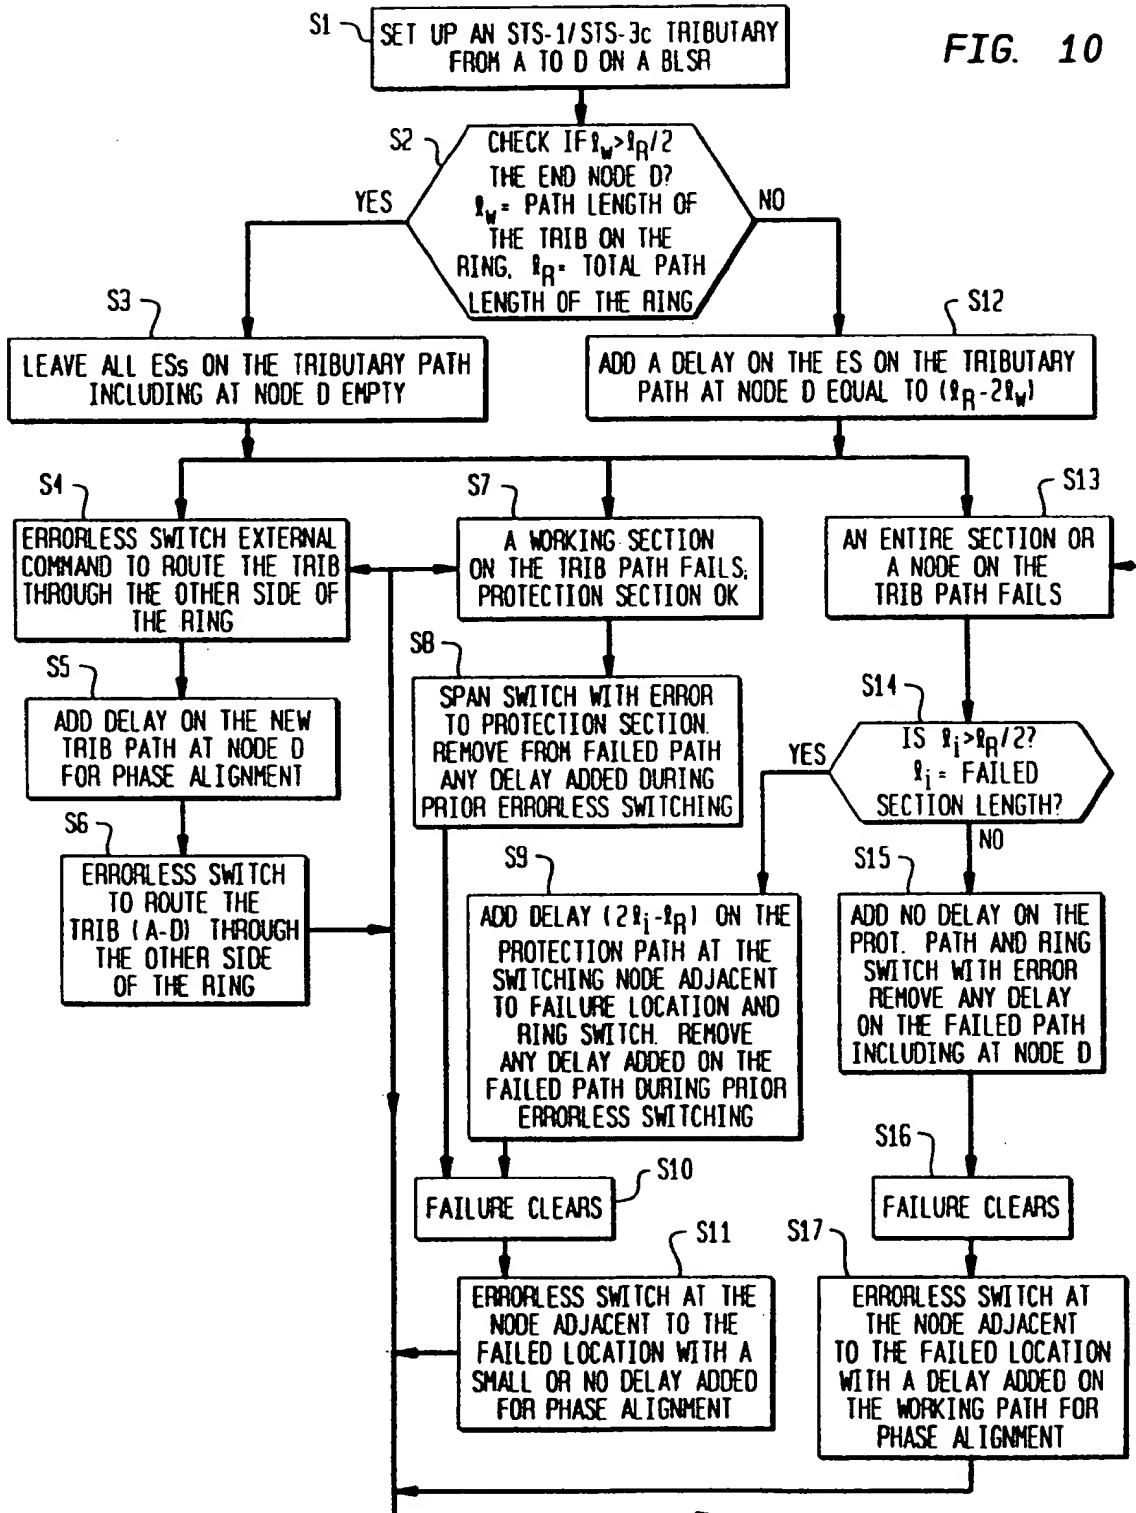 FIG. 10
S1
SET UP AN STS-1/STS-3c TRIBUTARY
FROM A TO D ON A BLSR
S2
CHECK IF ℓw>ℓR/2
THE END NODE D?
ℓw= PATH LENGTH OF
THE TRIB ON THE
RING, ℓR= TOTAL PATH
LENGTH OF THE RING
YES
NO
S3
LEAVE ALL ESs ON THE TRIBUTARY PATH
INCLUDING AT NODE D EMPTY
S12
ADD A DELAY ON THE ES ON THE TRIBUTARY
PATH AT NODE D EQUAL TO (ℓR-2ℓw)
S4
ERRORLESS SWITCH EXTERNAL
COMMAND TO ROUTE THE TRIB
THROUGH THE OTHER SIDE OF
THE RING
S7
A WORKING SECTION
ON THE TRIB PATH FAILS;
PROTECTION SECTION OK
S13
AN ENTIRE SECTION OR
A NODE ON THE
TRIB PATH FAILS
S5
ADD DELAY ON THE NEW
TRIB PATH AT NODE D
FOR PHASE ALIGNMENT
S8
SPAN SWITCH WITH ERROR
TO PROTECTION SECTION.
REMOVE FROM FAILED PATH
ANY DELAY ADDED DURING
PRIOR ERRORLESS SWITCHING
S14
IS ℓi>ℓR/2?
ℓi= FAILED
SECTION LENGTH?
YES
NO
S6
ERRORLESS SWITCH
TO ROUTE THE
TRIB (A-D) THROUGH
THE OTHER SIDE
OF THE RING
S9
ADD DELAY (2ℓi-ℓR) ON THE
PROTECTION PATH AT THE
SWITCHING NODE ADJACENT
TO FAILURE LOCATION AND
RING SWITCH. REMOVE
ANY DELAY ADDED ON THE
FAILED PATH DURING PRIOR
ERRORLESS SWITCHING
S15
ADD NO DELAY ON THE
PROT. PATH AND RING
SWITCH WITH ERROR
REMOVE ANY DELAY
ON THE FAILED PATH
INCLUDING AT NODE D
S10
FAILURE CLEARS
S16
FAILURE CLEARS
S11
ERRORLESS SWITCH AT THE
NODE ADJACENT TO THE
FAILED LOCATION WITH A
SMALL OR NO DELAY ADDED
FOR PHASE ALIGNMENT
S17
ERRORLESS SWITCH AT
THE NODE ADJACENT
TO THE FAILED LOCATION
WITH A DELAY ADDED ON
THE WORKING PATH FOR
PHASE ALIGNMENT